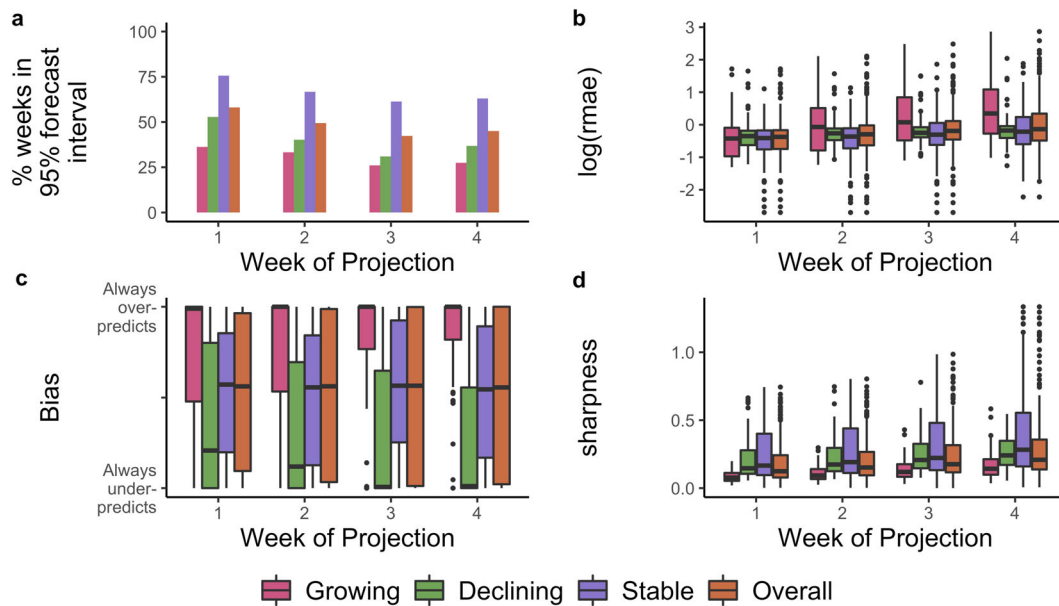 a
% weeks in
95% forecast
interval
100
75
50
25
0
1 2 3 4
Week of Projection
b
log(rmae)
3
2
1
0
-1
-2
1 2 3 4
Week of Projection
c
Bias
Always
over-
predicts
Always
under-
predicts
1 2 3 4
Week of Projection
d
sharpness
1.0
0.5
0.0
1 2 3 4
Week of Projection
Growing Declining Stable Overall